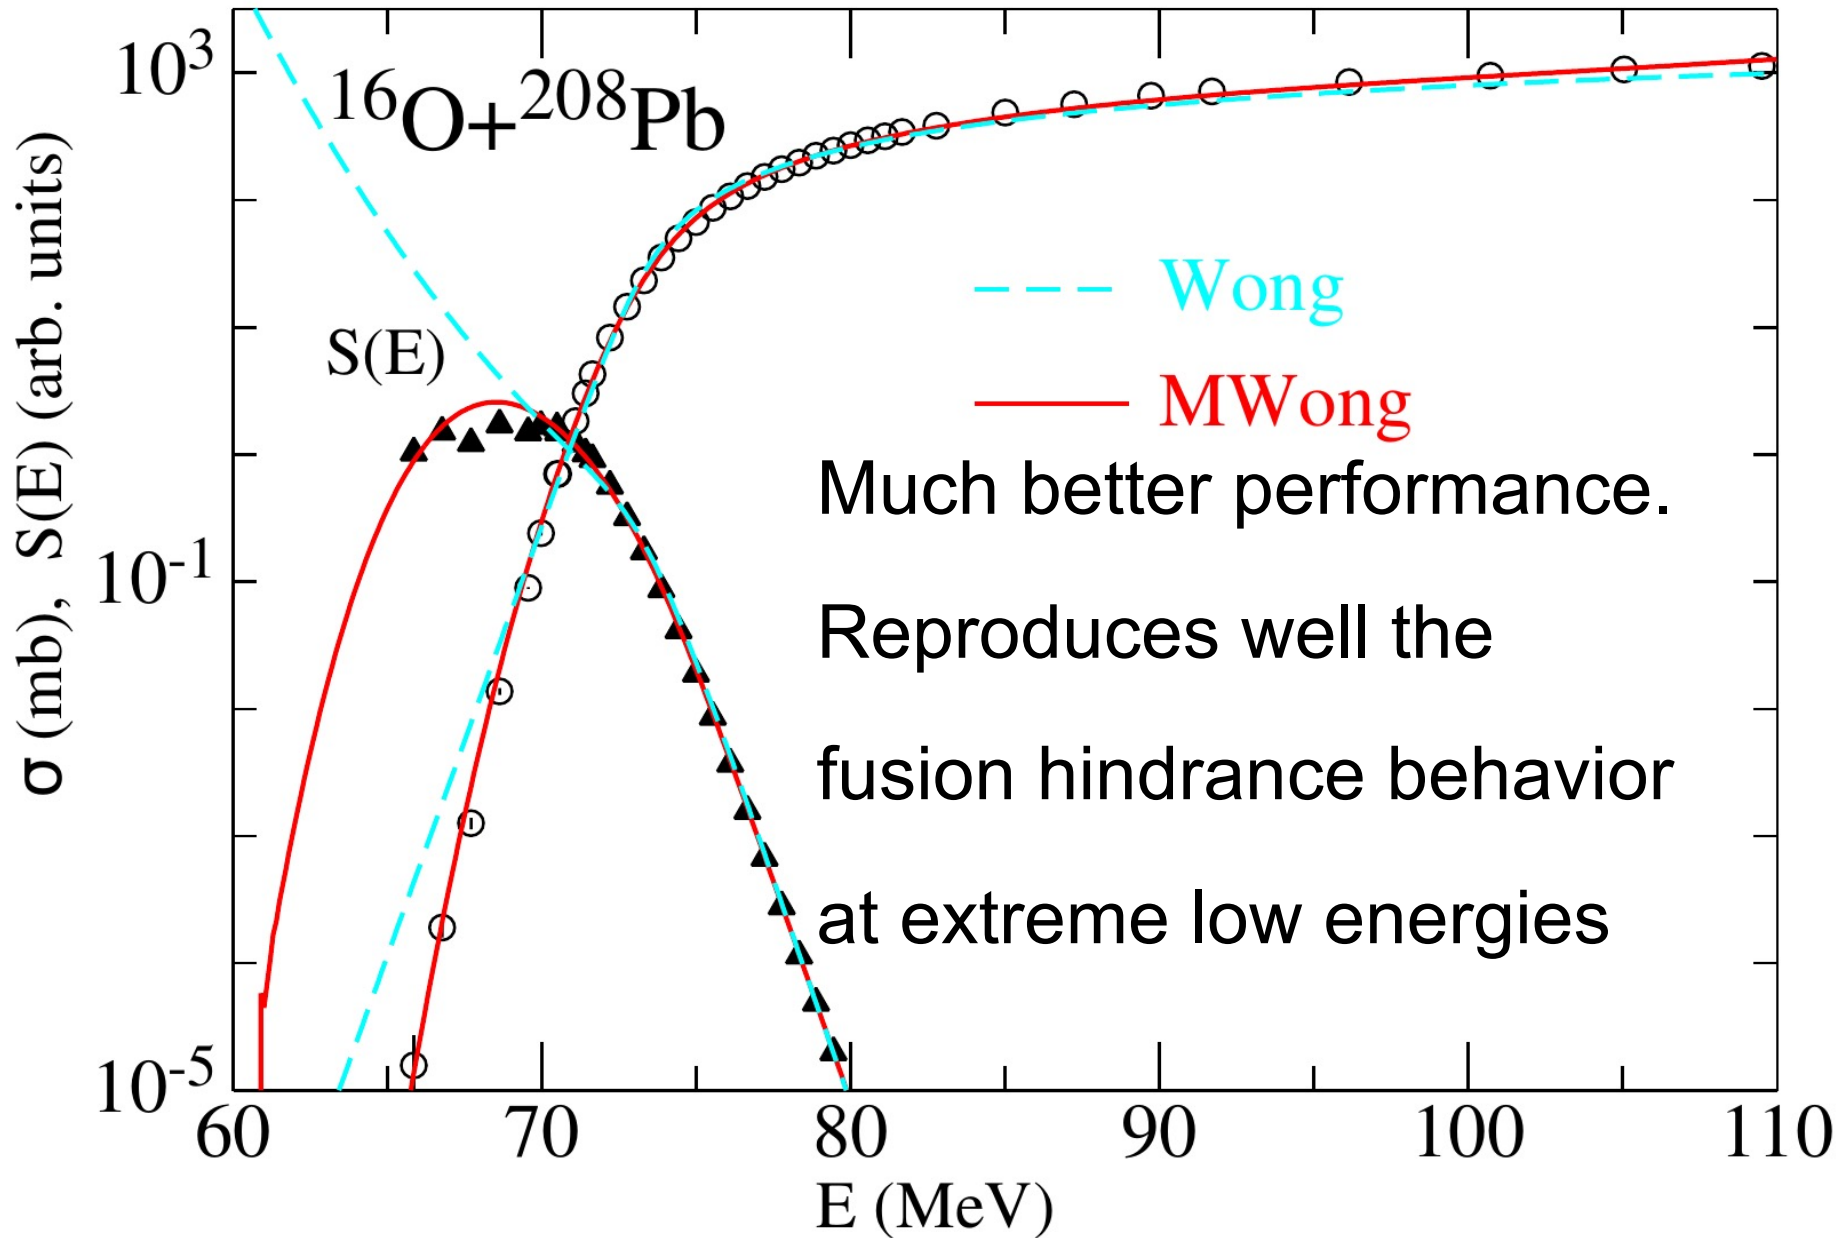 10³
¹⁶O+²⁰⁸Pb
Wong
S(E)
MWong
Much better performance.
10⁻¹
Reproduces well the
fusion hindrance behavior
at extreme low energies
10⁻⁵
σ (mb), S(E) (arb. units)
60 70 80 90 100 110
E (MeV)